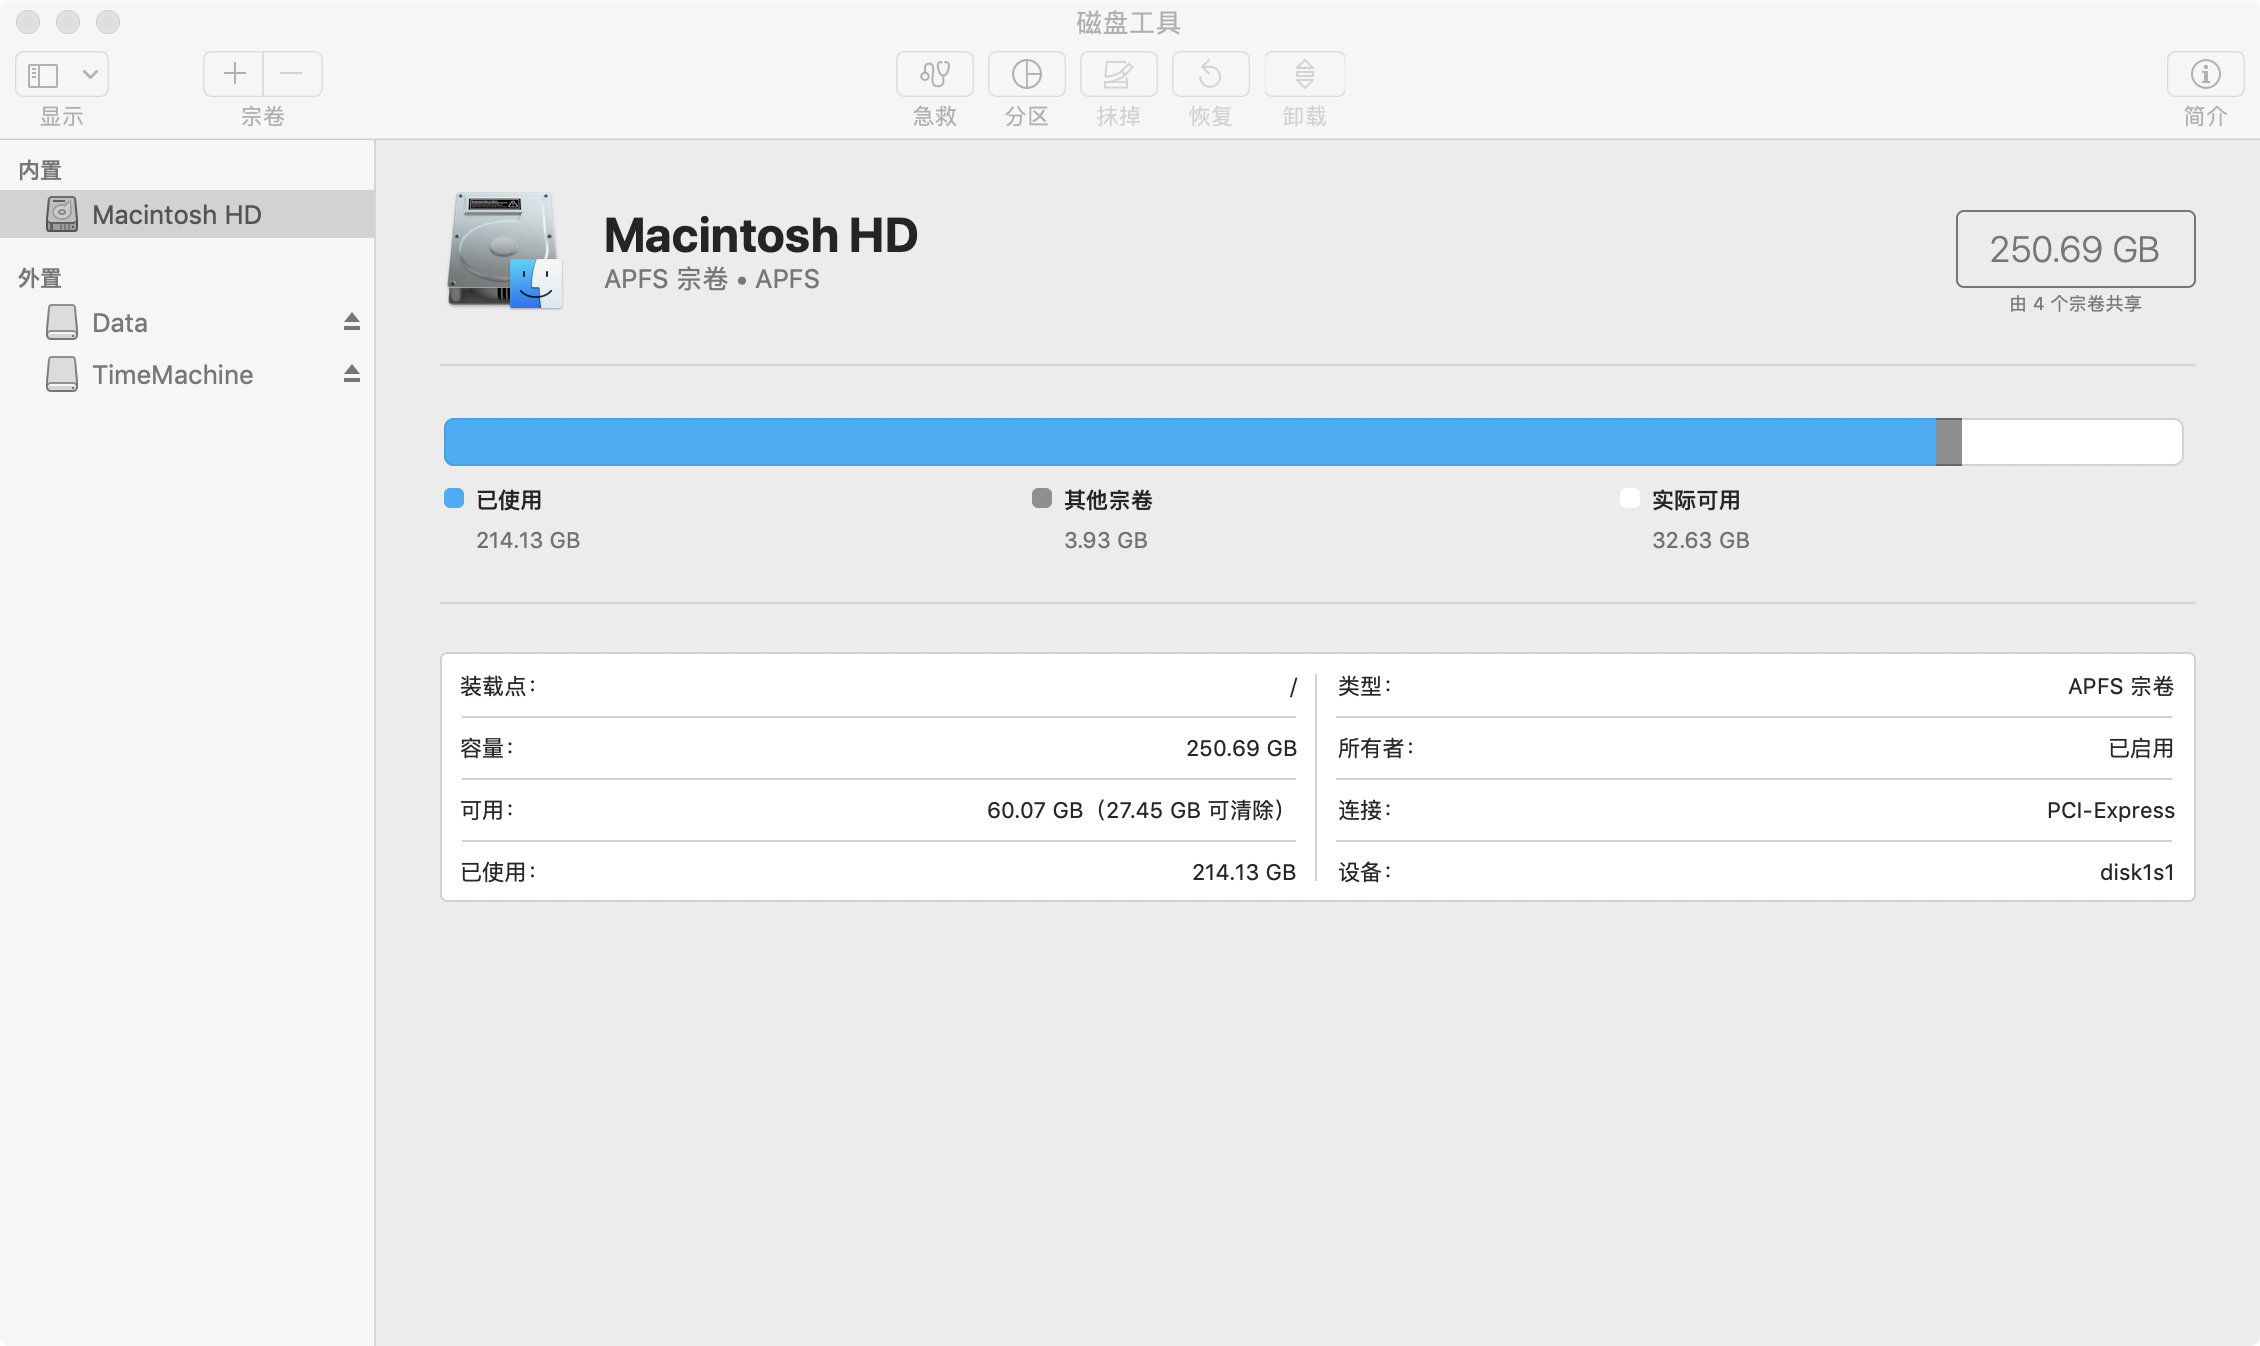 磁盘工具
显示
宗卷
急救
分区
抹掉
恢复
卸载
简介
内置
Macintosh HD
外置
Data
TimeMachine
Macintosh HD
APFS 宗卷 • APFS
250.69 GB
由 4 个宗卷共享
已使用
214.13 GB
其他宗卷
3.93 GB
实际可用
32.63 GB
装载点： /
容量： 250.69 GB
可用： 60.07 GB（27.45 GB 可清除）
已使用： 214.13 GB
类型： APFS 宗卷
所有者： 已启用
连接： PCI-Express
设备： disk1s1